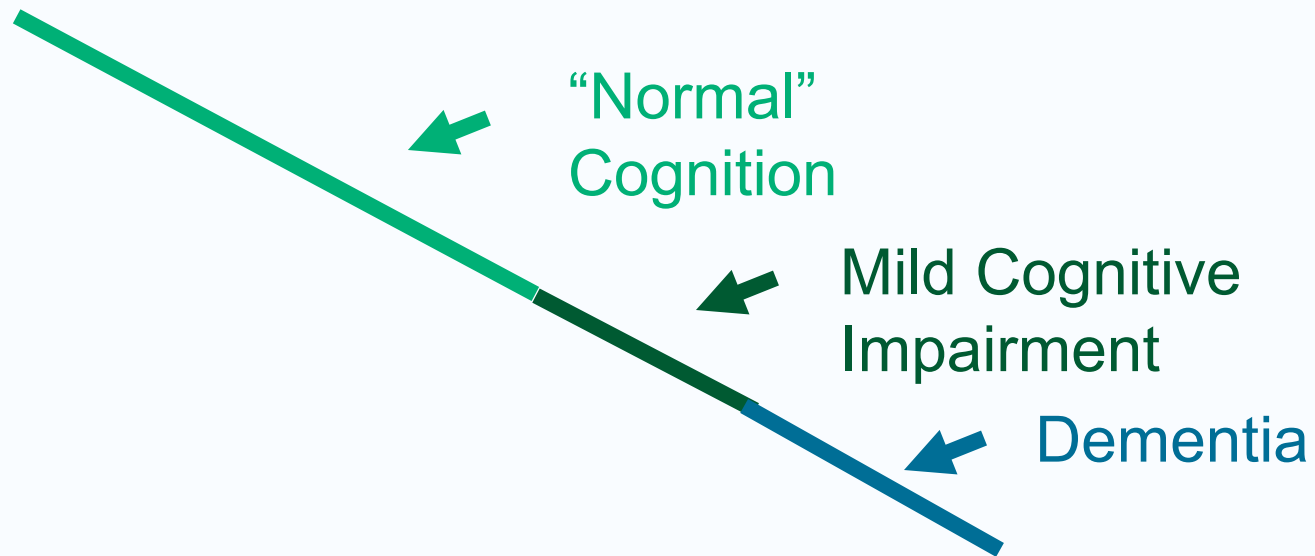 “Normal”
Cognition
Mild Cognitive
Impairment
Dementia